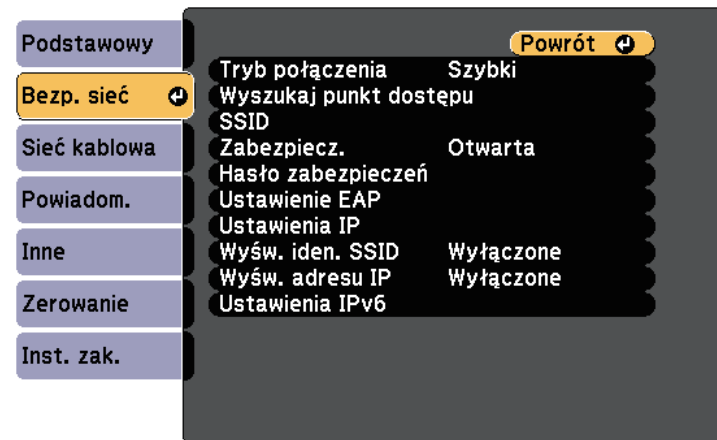 Podstawowy
Bezp. sieć
Sieć kablowa
Powiadom.
Inne
Zerowanie
Inst. zak.
Powrót
Tryb połączenia Szybki
Wyszukaj punkt dostępu
SSID
Zabezpiecz. Otwarta
Hasło zabezpieczeń
Ustawienie EAP
Ustawienia IP
Wyśw. iden. SSID Wyłączone
Wyśw. adresu IP Wyłączone
Ustawienia IPv6